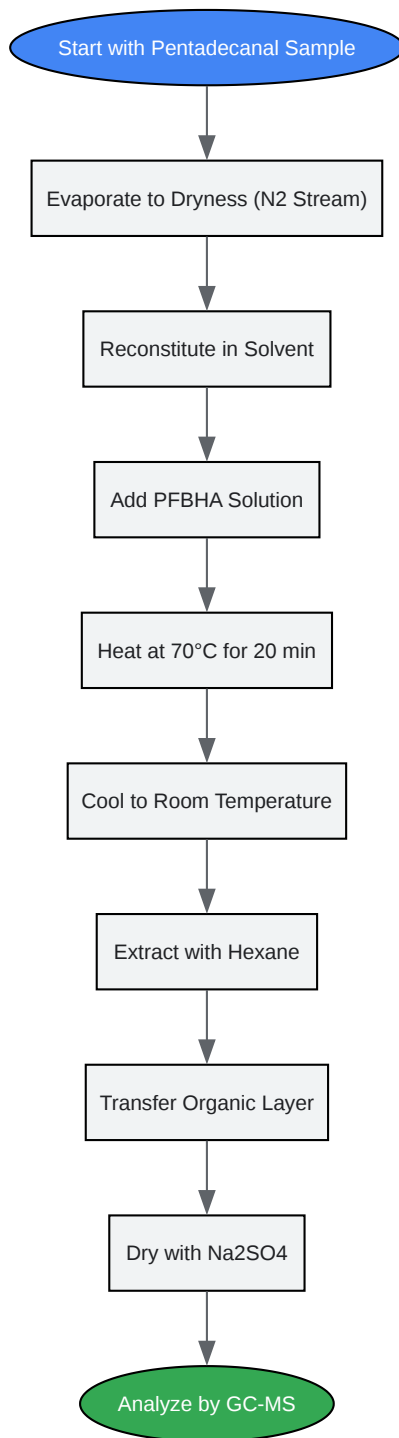 Start with Pentadecanal Sample
Evaporate to Dryness (N2 Stream)
Reconstitute in Solvent
Add PFBHA Solution
Heat at 70°C for 20 min
Cool to Room Temperature
Extract with Hexane
Transfer Organic Layer
Dry with Na2SO4
Analyze by GC-MS